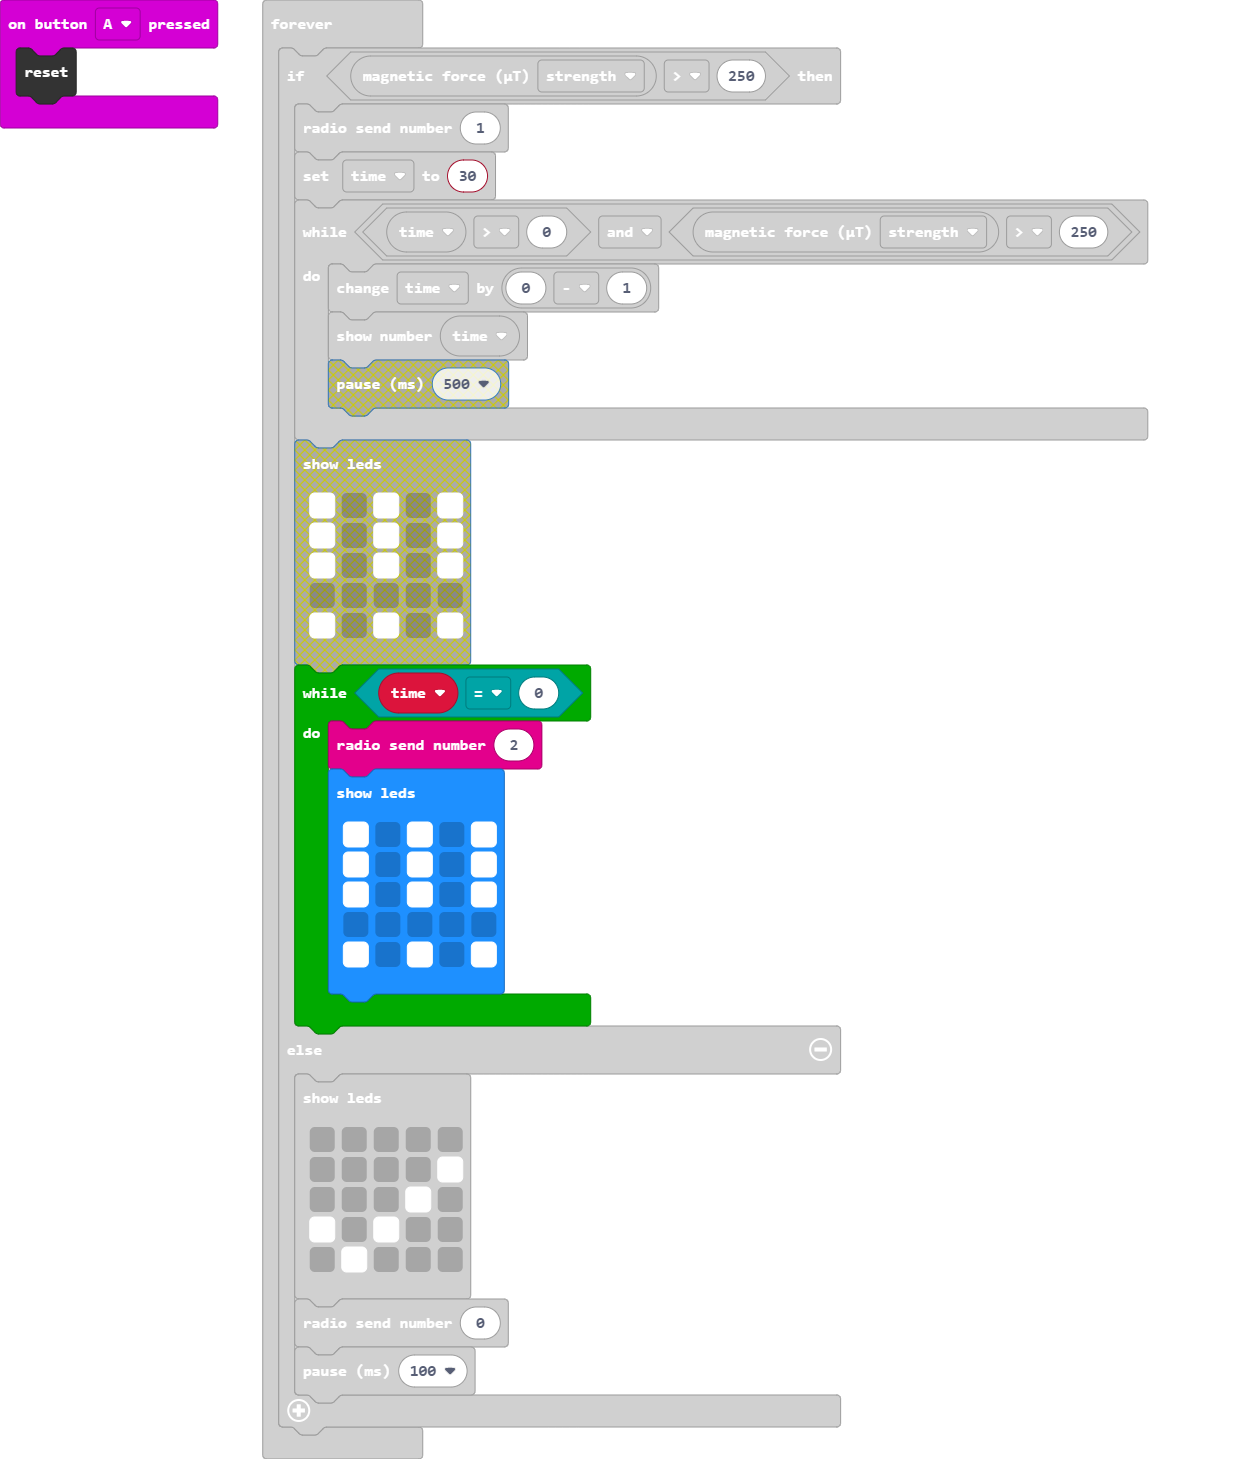 on button A pressed
reset
forever
if magnetic force (µT) strength > 250 then
radio send number 1
set time to 30
while time > 0 and magnetic force (µT) strength > 250
do
change time by 0 - 1
show number time
pause (ms) 500
show leds
while time = 0
do
radio send number 2
show leds
else
show leds
radio send number 0
pause (ms) 100